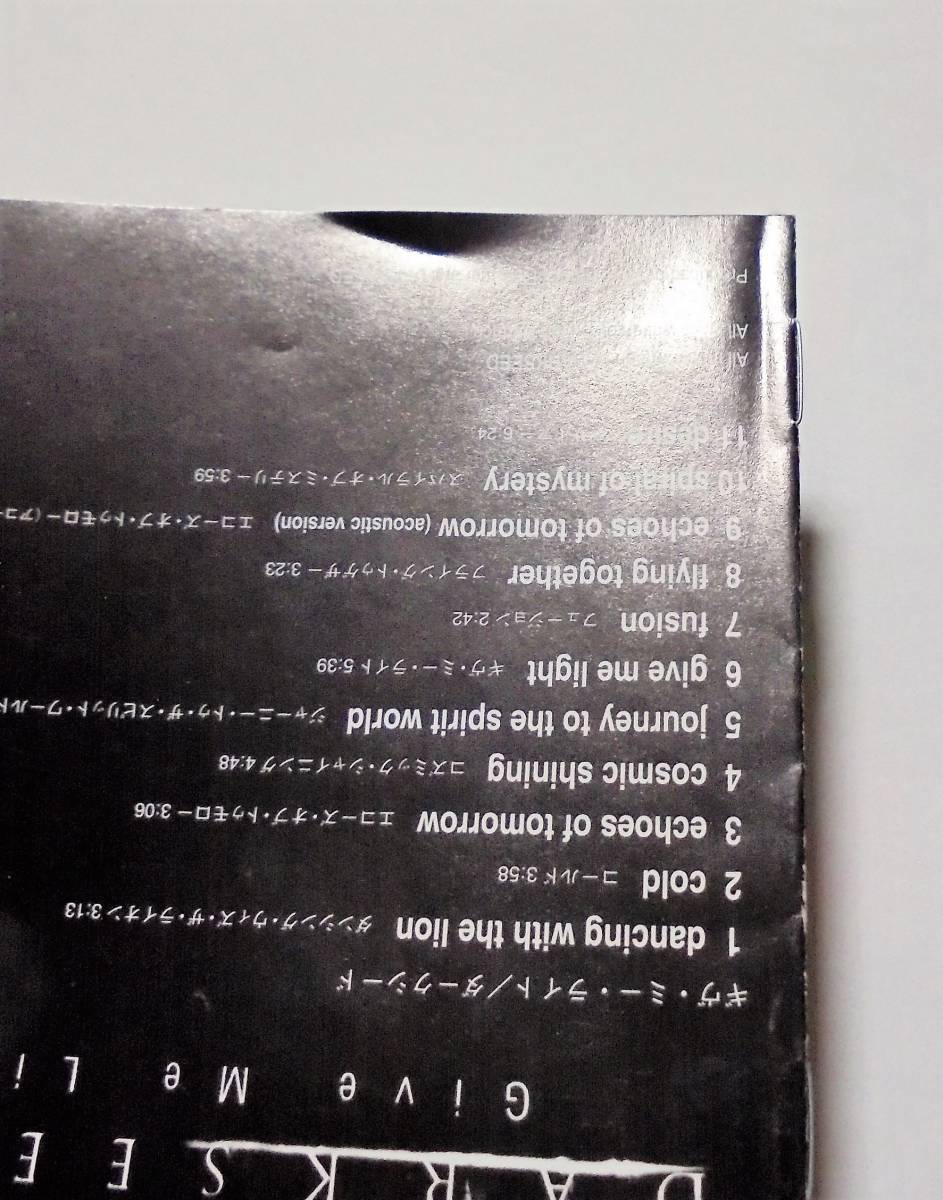 DARKSEE
Give Me Li
ギヴ・ミー・ライト／ダークシード
1 dancing with the lion ダンシング・ウィズ・ザ・ライオン 3:13
2 cold コールド 3:58
3 echoes of tomorrow エコーズ・オブ・トゥモロー 3:06
4 cosmic shining コズミック・シャイニング 4:48
5 journey to the spirit world ジャーニー・トゥ・ザ・スピリット・ワールド
6 give me light ギヴ・ミー・ライト 5:39
7 fusion フュージョン 2:42
8 flying together フライング・トゥゲザー 3:23
9 echoes of tomorrow (acoustic version) エコーズ・オブ・トゥモロー (アコー
10 spiral of mystery スパイラル・オブ・ミステリー 3:59
11 desire 6:24
All
All